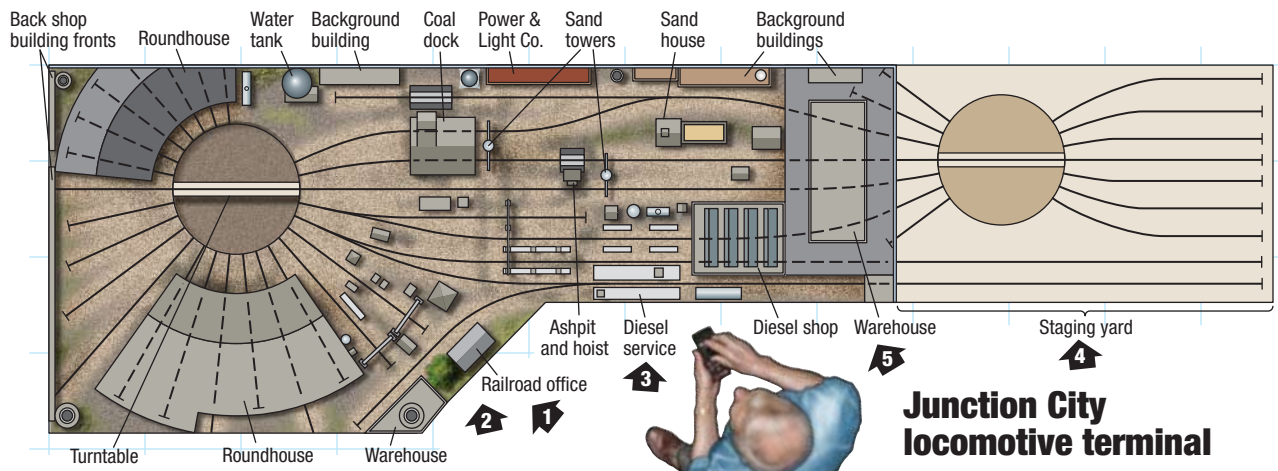 Back shop
building fronts
Roundhouse
Water
tank
Background
building
Coal
dock
Power &
Light Co.
Sand
towers
Sand
house
Background
buildings
Ashpit
and hoist
Diesel
service
Diesel shop
Warehouse
Staging yard
Railroad office
1
2
3
4
5
Turntable
Roundhouse
Warehouse
Junction City
locomotive terminal